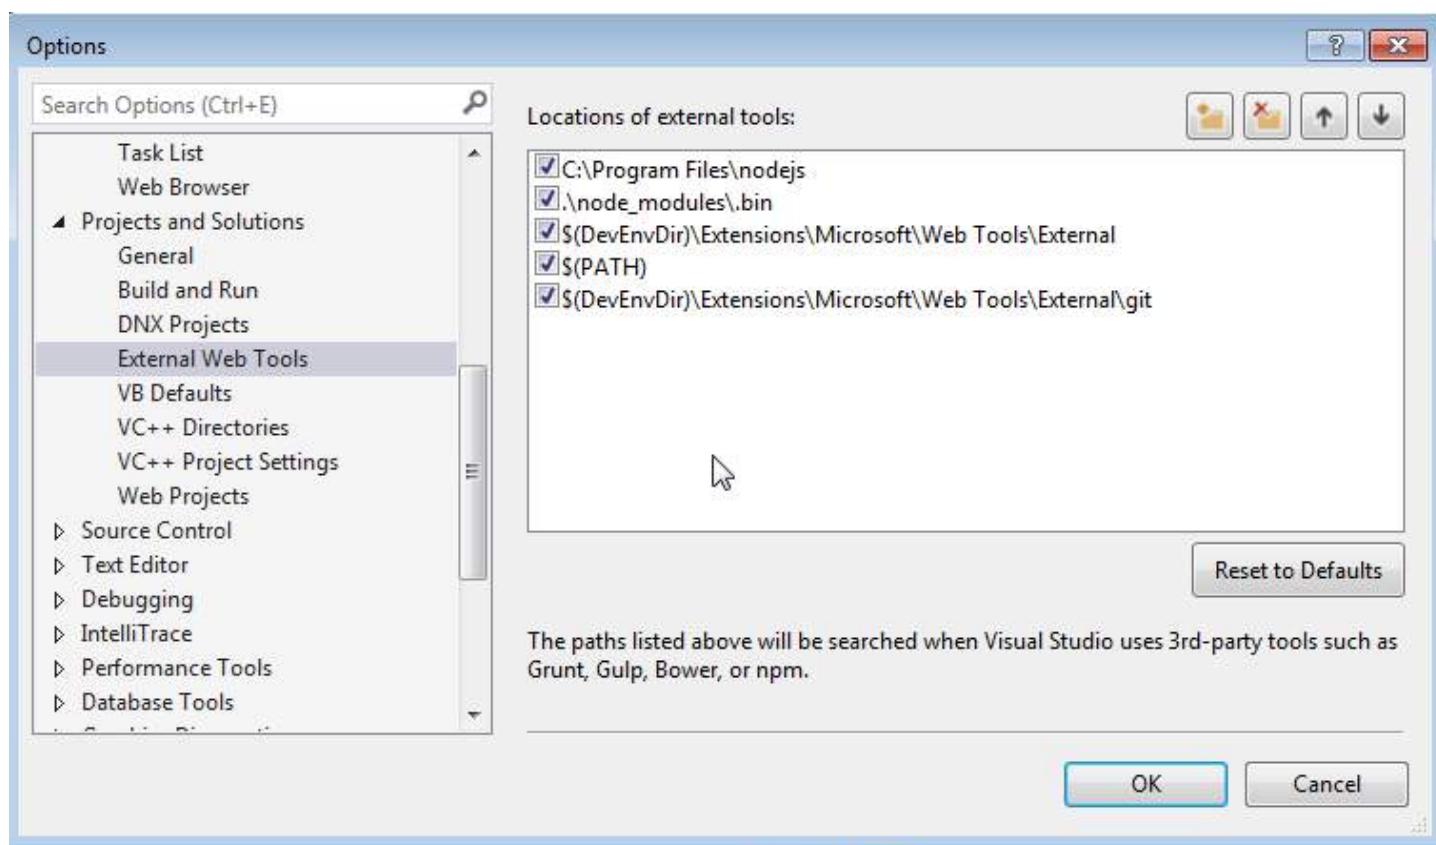 Options
Search Options (Ctrl+E)
Task List
Web Browser
Projects and Solutions
General
Build and Run
DNX Projects
External Web Tools
VB Defaults
VC++ Directories
VC++ Project Settings
Web Projects
Source Control
Text Editor
Debugging
IntelliTrace
Performance Tools
Database Tools
Locations of external tools:
C:\Program Files\nodejs
.\node_modules\.bin
$(DevEnvDir)\Extensions\Microsoft\Web Tools\External
$(PATH)
$(DevEnvDir)\Extensions\Microsoft\Web Tools\External\git
Reset to Defaults
The paths listed above will be searched when Visual Studio uses 3rd-party tools such as
Grunt, Gulp, Bower, or npm.
OK
Cancel